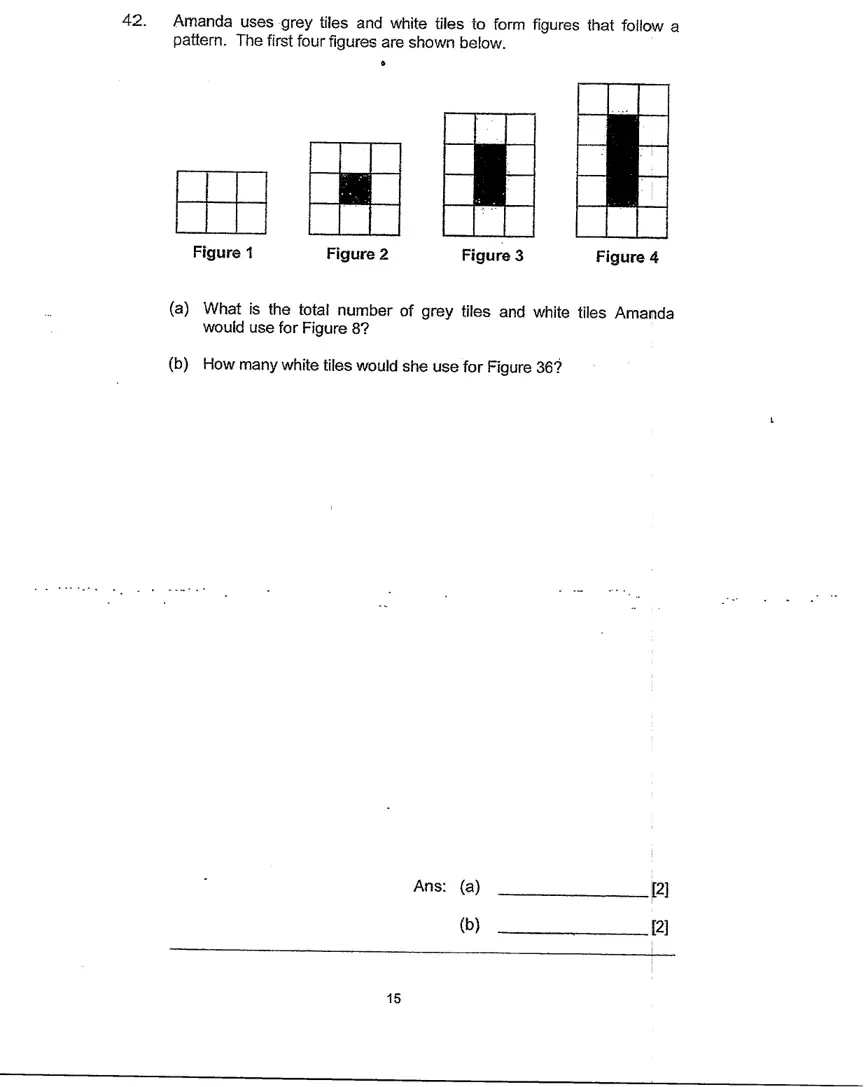 42. Amanda uses grey tiles and white tiles to form figures that follow a
pattern. The first four figures are shown below.
Figure 1 Figure 2 Figure 3 Figure 4
(a) What is the total number of grey tiles and white tiles Amanda
would use for Figure 8?
(b) How many white tiles would she use for Figure 36?
Ans: (a) ____________________ [2]
(b) ____________________ [2]
15